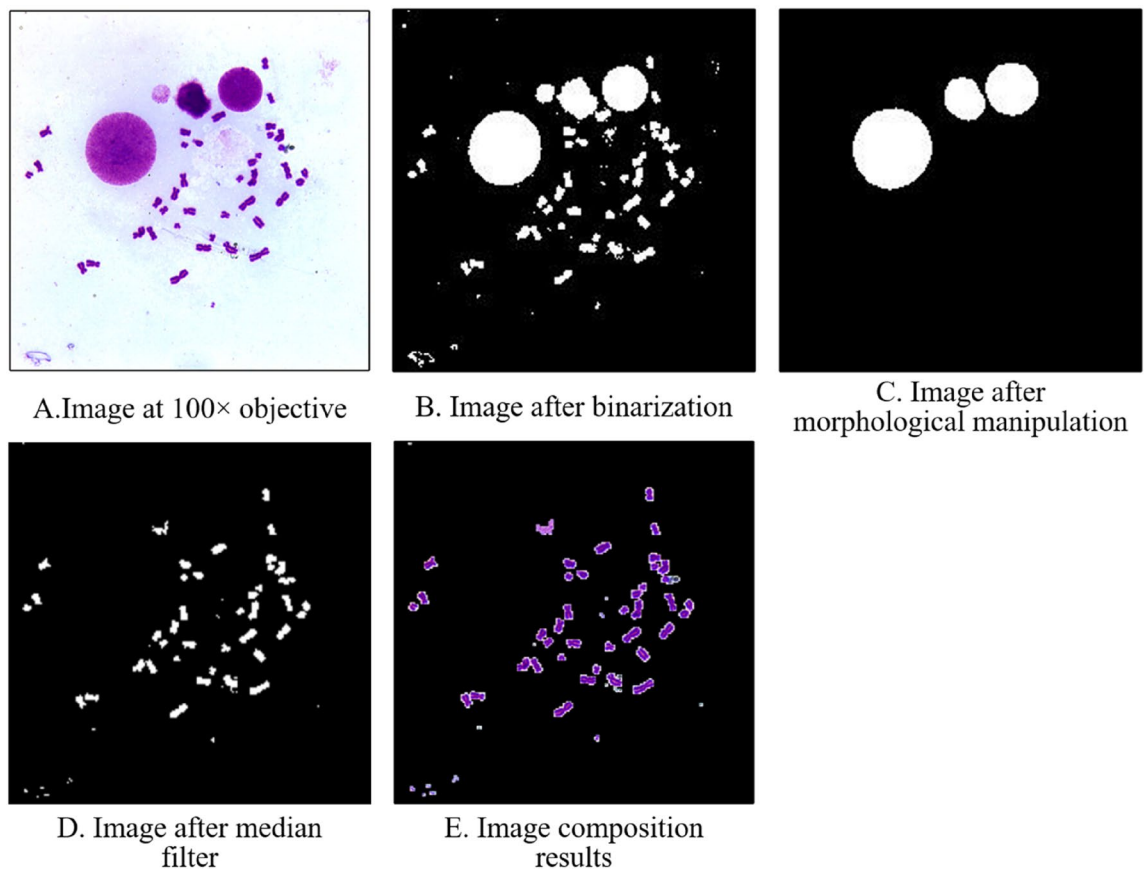 A.Image at 100× objective
B. Image after binarization
C. Image after
morphological manipulation
D. Image after median
filter
E. Image composition
results